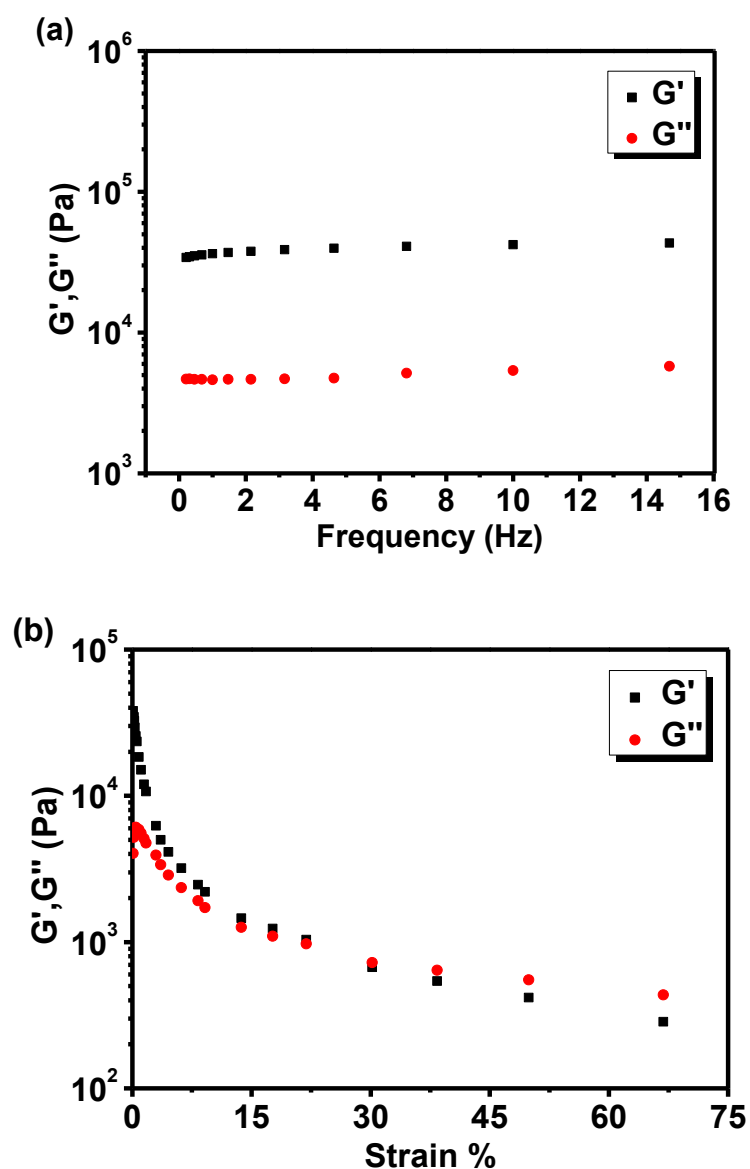 (a)
10⁶
10⁵
10⁴
10³
G',G'' (Pa)
G'
G''
0 2 4 6 8 10 12 14 16
Frequency (Hz)
(b)
10⁵
10⁴
10³
10²
G',G'' (Pa)
G'
G''
0 15 30 45 60 75
Strain %